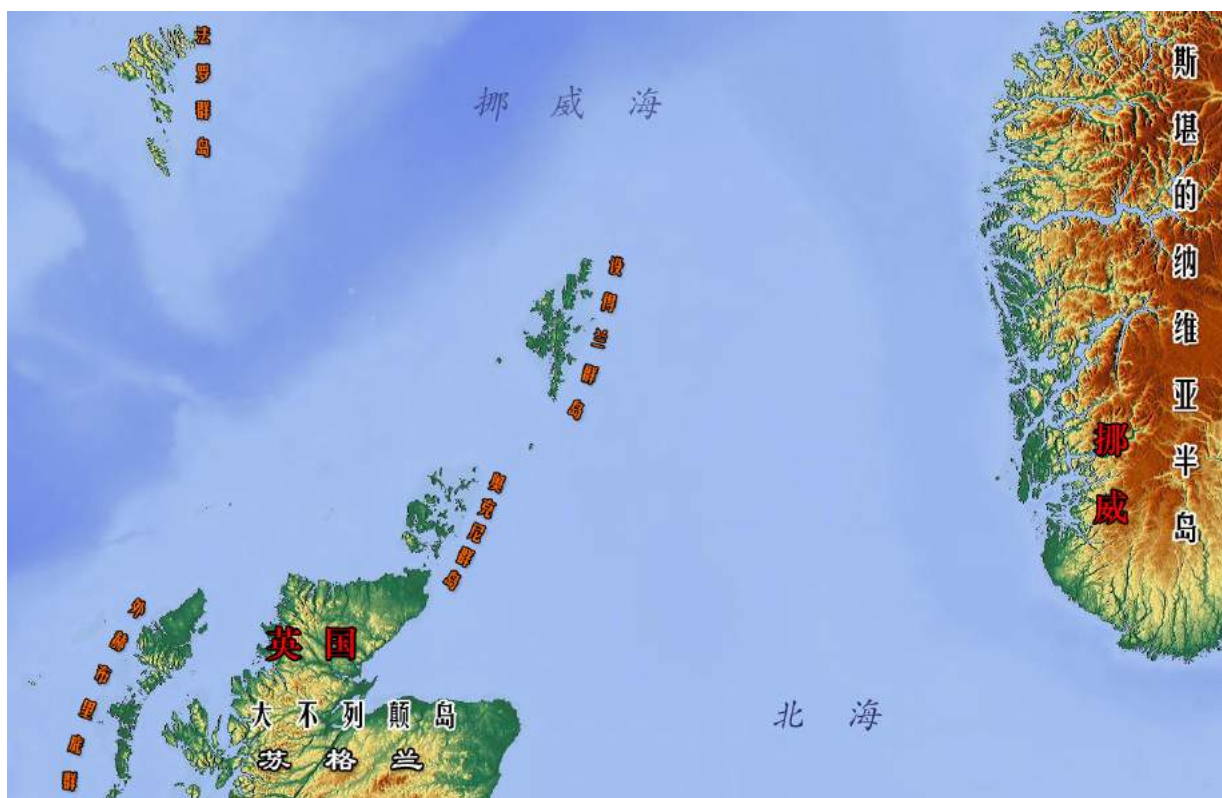 法罗群岛
挪威海
斯堪的纳维亚半岛
设得兰群岛
挪威
奥克尼群岛
外赫布里底群
英国
大不列颠岛
苏格兰
北海